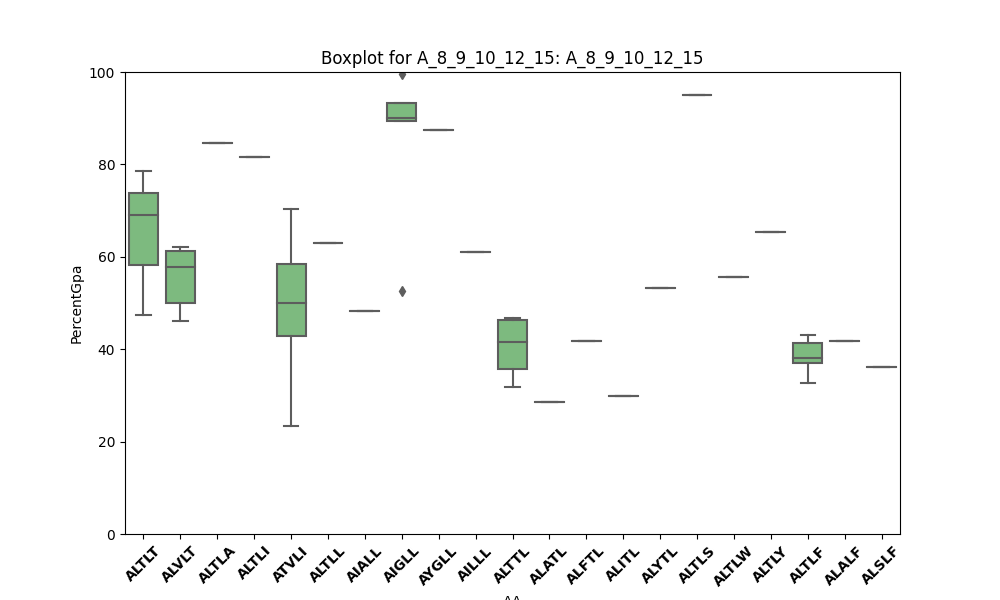 Boxplot for A_8_9_10_12_15: A_8_9_10_12_15
100
80
60
40
20
0
PercentGpa
ALTLT ALVLT ALTLA ALTLI ATVLI ALTLL AIALL AIGLL AYGLL AILLL ALTTL ALATL ALFTL ALITL ALYTL ALTLS ALTLW ALTLY ALTLF ALALF ALSLF
AA